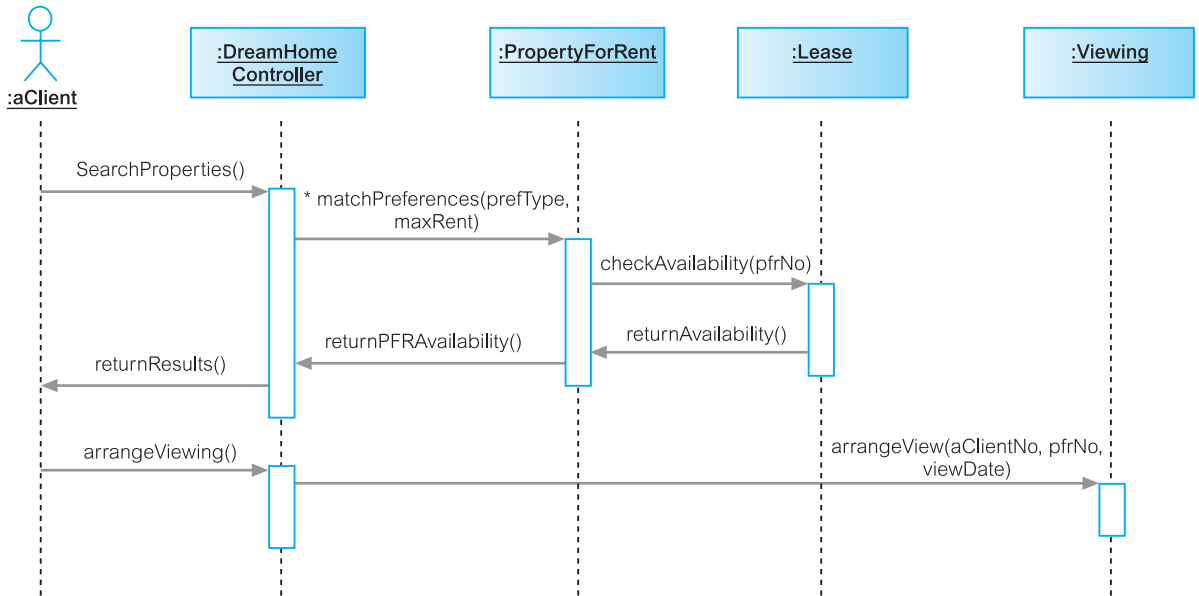 :aClient
:DreamHome
Controller
:PropertyForRent
:Lease
:Viewing
SearchProperties()
* matchPreferences(prefType,
maxRent)
checkAvailability(pfrNo)
returnAvailability()
returnPFRAvailability()
returnResults()
arrangeViewing()
arrangeView(aClientNo, pfrNo,
viewDate)